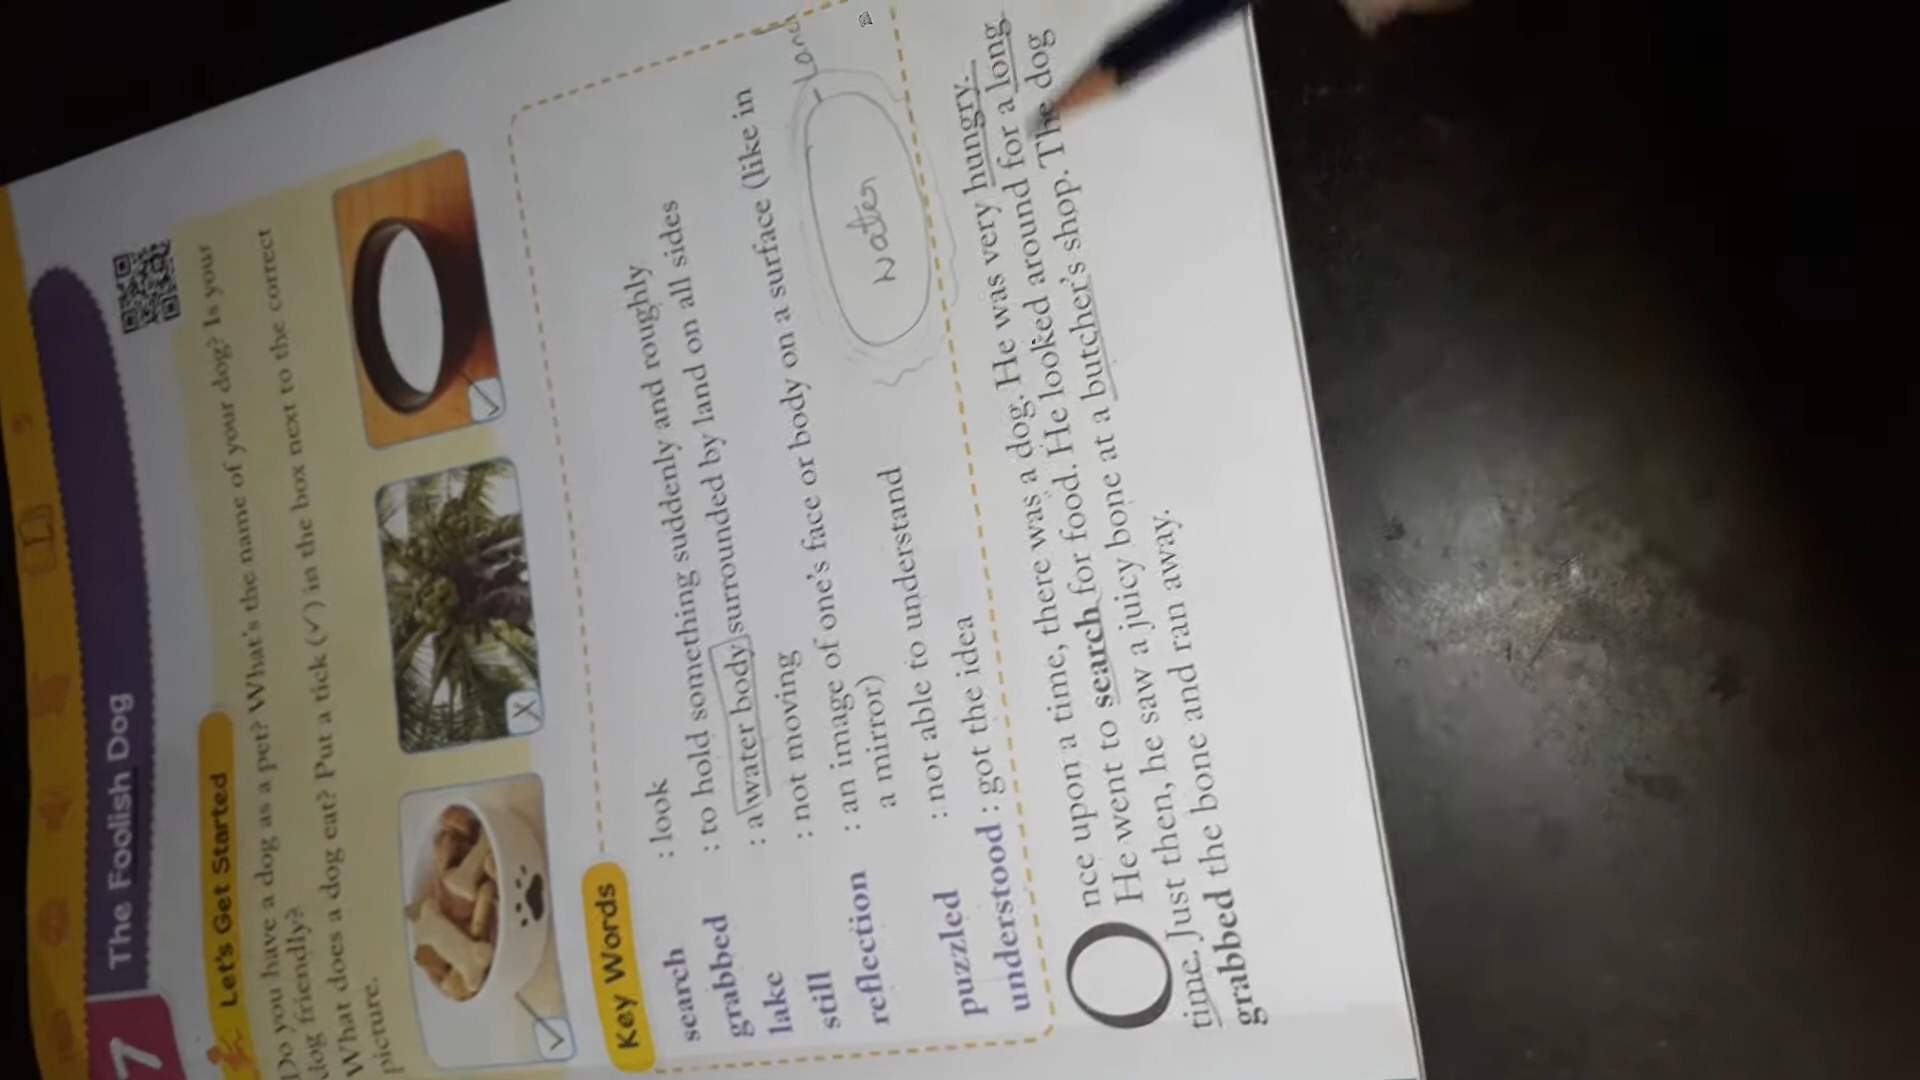 7
The Foolish Dog
Let's Get Started
Do you have a dog as a pet? What's the name of your dog? Is your
dog friendly?
What does a dog eat? Put a tick (✓) in the box next to the correct
picture.
Key Words
search : look
grabbed : to hold something suddenly and roughly
lake : a water body surrounded by land on all sides
still : not moving
reflection : an image of one's face or body on a surface (like in
a mirror)
puzzled : not able to understand
understood : got the idea
Land
Water
Once upon a time, there was a dog. He was very hungry.
He went to search for food. He looked around for a long
time. Just then, he saw a juicy bone at a butcher's shop. The dog
grabbed the bone and ran away.